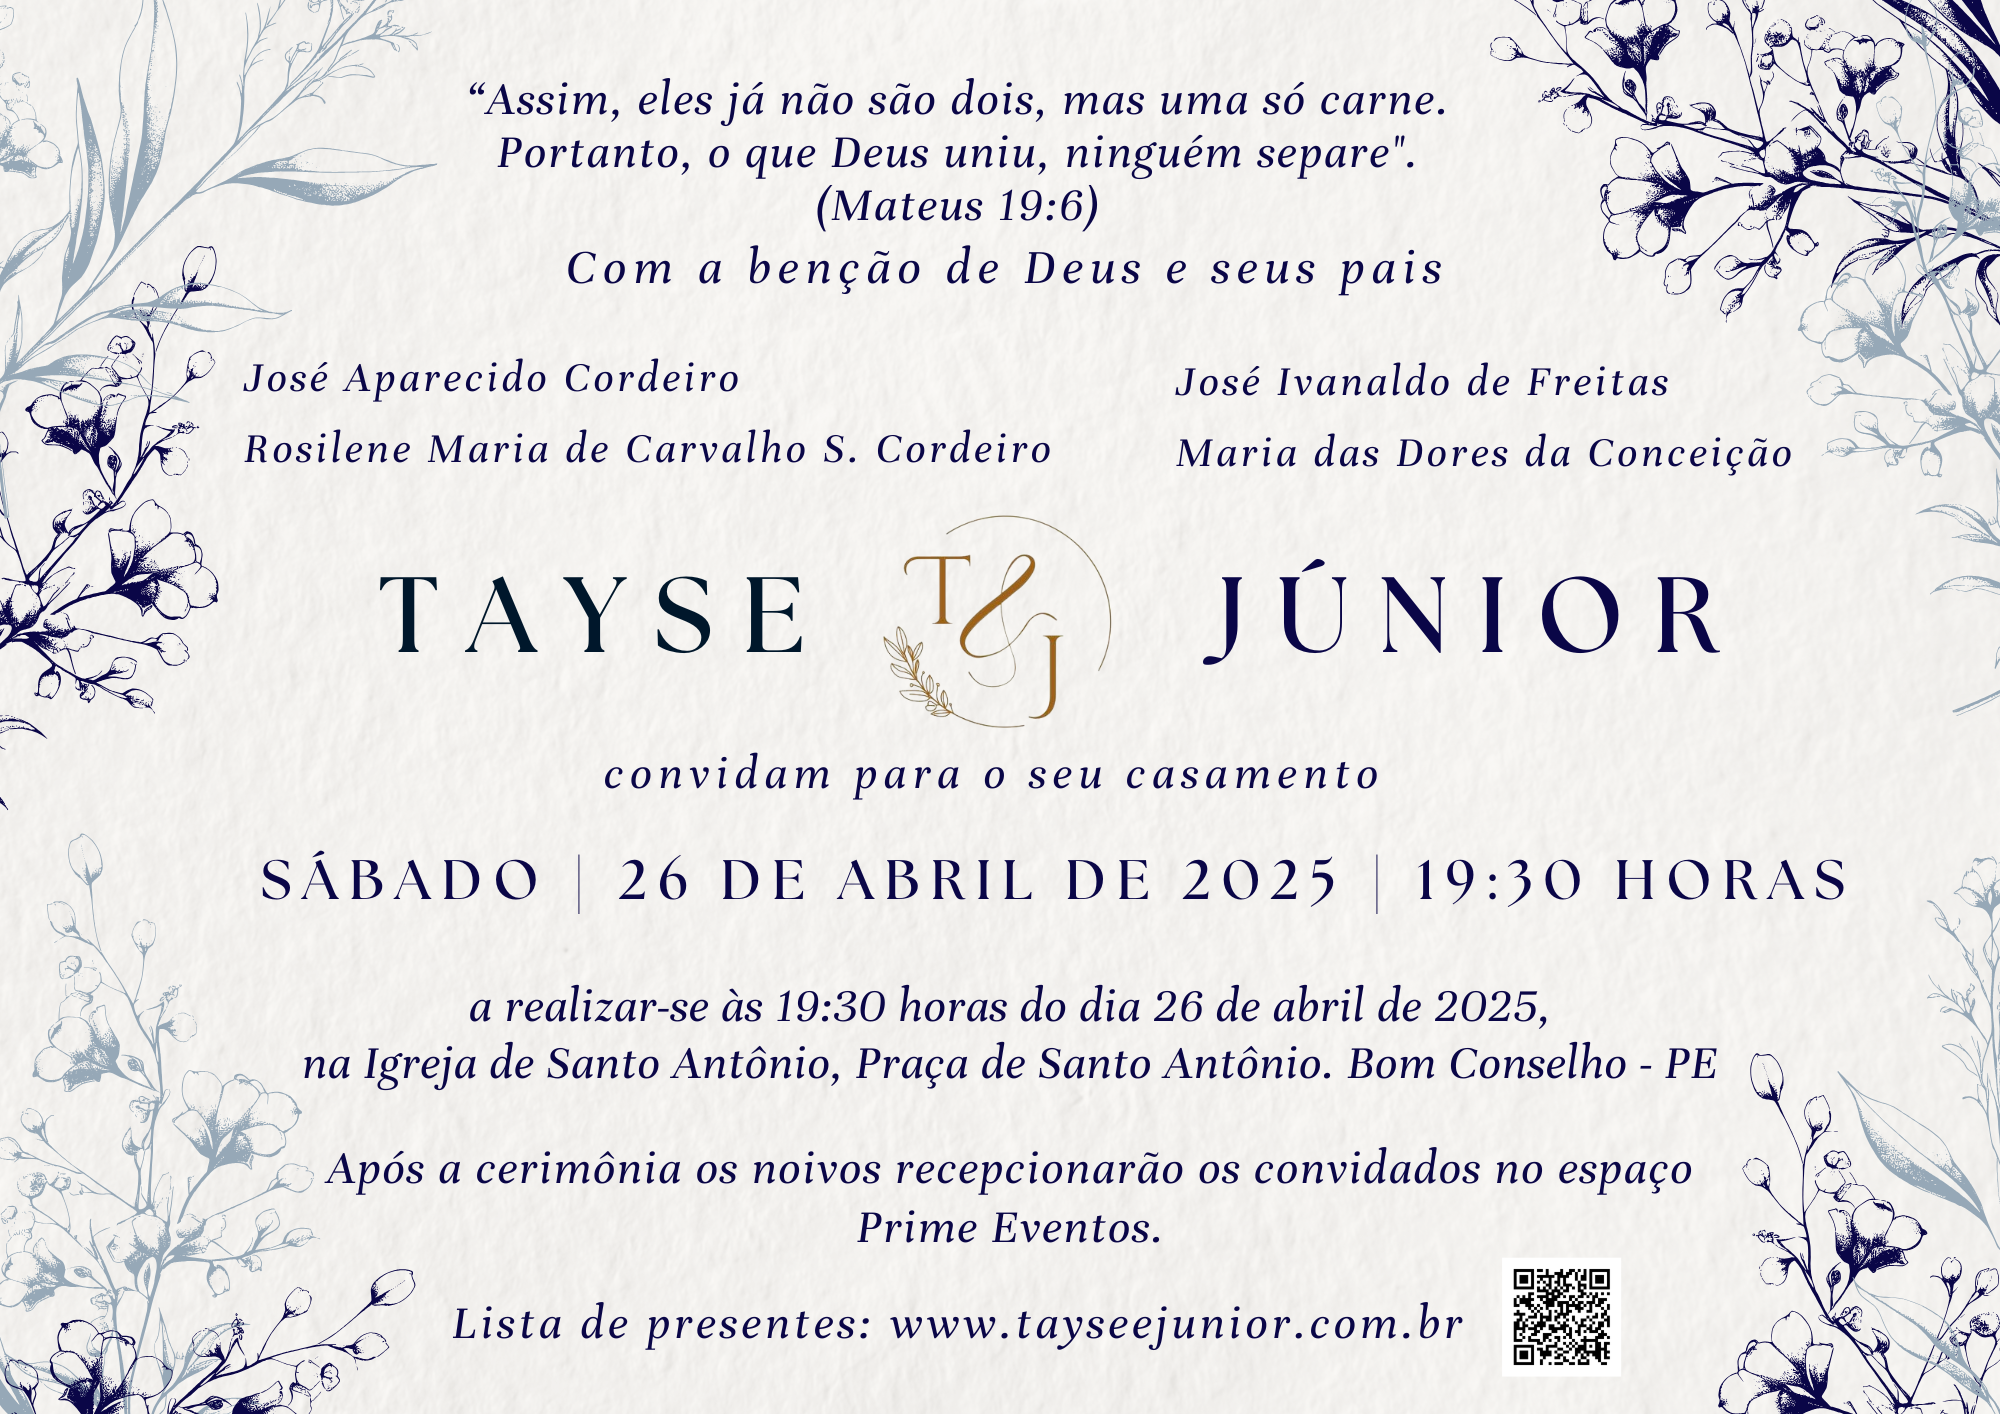 “Assim, eles já não são dois, mas uma só carne.
Portanto, o que Deus uniu, ninguém separe".
(Mateus 19:6)
Com a benção de Deus e seus pais
José Aparecido Cordeiro
Rosilene Maria de Carvalho S. Cordeiro
José Ivanaldo de Freitas
Maria das Dores da Conceição
TAYSE
T&J
JÚNIOR
convidam para o seu casamento
SÁBADO | 26 DE ABRIL DE 2025 | 19:30 HORAS
a realizar-se às 19:30 horas do dia 26 de abril de 2025,
na Igreja de Santo Antônio, Praça de Santo Antônio. Bom Conselho - PE
Após a cerimônia os noivos recepcionarão os convidados no espaço
Prime Eventos.
Lista de presentes: www.tayseejunior.com.br